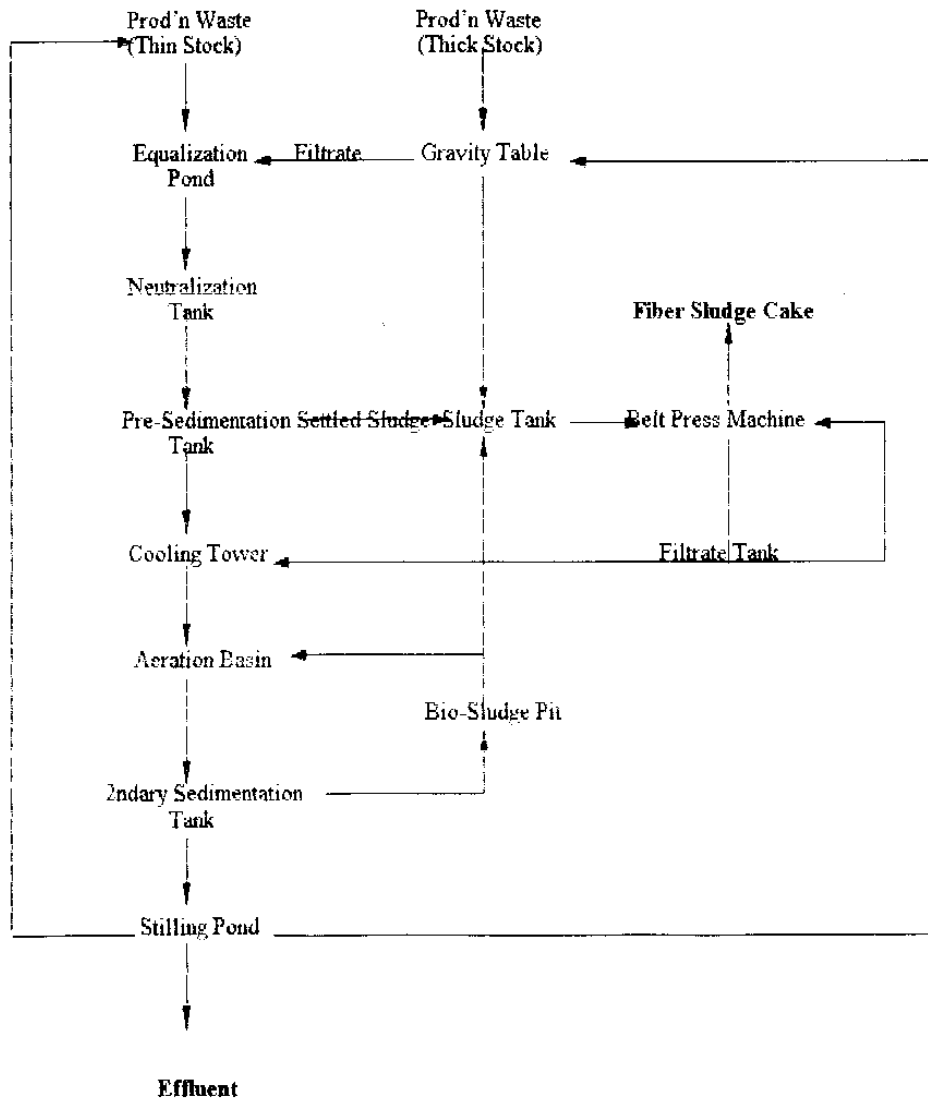 Prod'n Waste
(Thin Stock)
Prod'n Waste
(Thick Stock)
Equalization
Pond
Filtrate
Gravity Table
Neutralization
Tank
Fiber Sludge Cake
Pre-Sedimentation
Tank
Settled Sludge
Sludge Tank
Belt Press Machine
Cooling Tower
Filtrate Tank
Aeration Basin
Bio-Sludge Pit
2ndary Sedimentation
Tank
Stilling Pond
Effluent